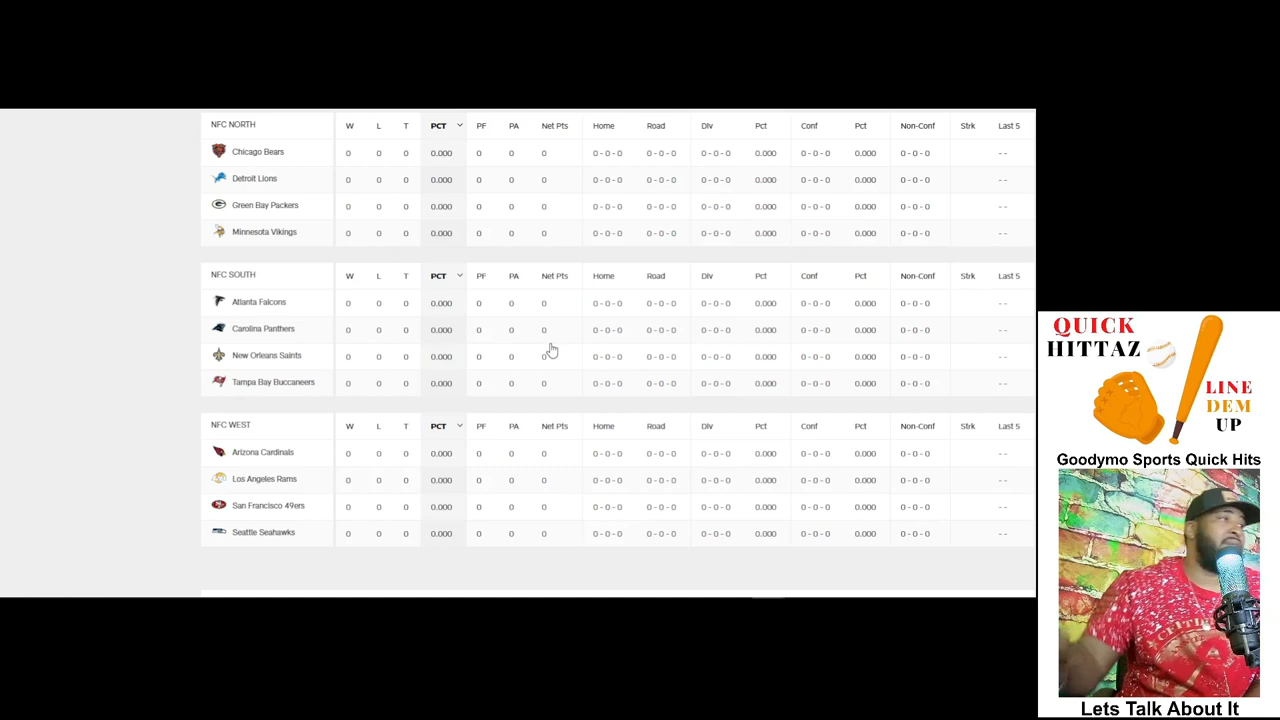 NFC NORTH W L T PCT PF PA Net Pts Home Road Div Pct Conf Pct Non-Conf Strk Last 5
Chicago Bears 0 0 0 0.000 0 0 0 0 - 0 - 0 0 - 0 - 0 0 - 0 - 0 0.000 0 - 0 - 0 0.000 0 - 0 - 0 - -
Detroit Lions 0 0 0 0.000 0 0 0 0 - 0 - 0 0 - 0 - 0 0 - 0 - 0 0.000 0 - 0 - 0 0.000 0 - 0 - 0 - -
Green Bay Packers 0 0 0 0.000 0 0 0 0 - 0 - 0 0 - 0 - 0 0 - 0 - 0 0.000 0 - 0 - 0 0.000 0 - 0 - 0 - -
Minnesota Vikings 0 0 0 0.000 0 0 0 0 - 0 - 0 0 - 0 - 0 0 - 0 - 0 0.000 0 - 0 - 0 0.000 0 - 0 - 0 - -
NFC SOUTH W L T PCT PF PA Net Pts Home Road Div Pct Conf Pct Non-Conf Strk Last 5
Atlanta Falcons 0 0 0 0.000 0 0 0 0 - 0 - 0 0 - 0 - 0 0 - 0 - 0 0.000 0 - 0 - 0 0.000 0 - 0 - 0 - -
Carolina Panthers 0 0 0 0.000 0 0 0 0 - 0 - 0 0 - 0 - 0 0 - 0 - 0 0.000 0 - 0 - 0 0.000 0 - 0 - 0 - -
New Orleans Saints 0 0 0 0.000 0 0 0 0 - 0 - 0 0 - 0 - 0 0 - 0 - 0 0.000 0 - 0 - 0 0.000 0 - 0 - 0 - -
Tampa Bay Buccaneers 0 0 0 0.000 0 0 0 0 - 0 - 0 0 - 0 - 0 0 - 0 - 0 0.000 0 - 0 - 0 0.000 0 - 0 - 0 - -
NFC WEST W L T PCT PF PA Net Pts Home Road Div Pct Conf Pct Non-Conf Strk Last 5
Arizona Cardinals 0 0 0 0.000 0 0 0 0 - 0 - 0 0 - 0 - 0 0 - 0 - 0 0.000 0 - 0 - 0 0.000 0 - 0 - 0 - -
Los Angeles Rams 0 0 0 0.000 0 0 0 0 - 0 - 0 0 - 0 - 0 0 - 0 - 0 0.000 0 - 0 - 0 0.000 0 - 0 - 0 - -
San Francisco 49ers 0 0 0 0.000 0 0 0 0 - 0 - 0 0 - 0 - 0 0 - 0 - 0 0.000 0 - 0 - 0 0.000 0 - 0 - 0 - -
Seattle Seahawks 0 0 0 0.000 0 0 0 0 - 0 - 0 0 - 0 - 0 0 - 0 - 0 0.000 0 - 0 - 0 0.000 0 - 0 - 0 - -
QUICK
HITTAZ
LINE
DEM
UP
Goodymo Sports Quick Hits
Lets Talk About It